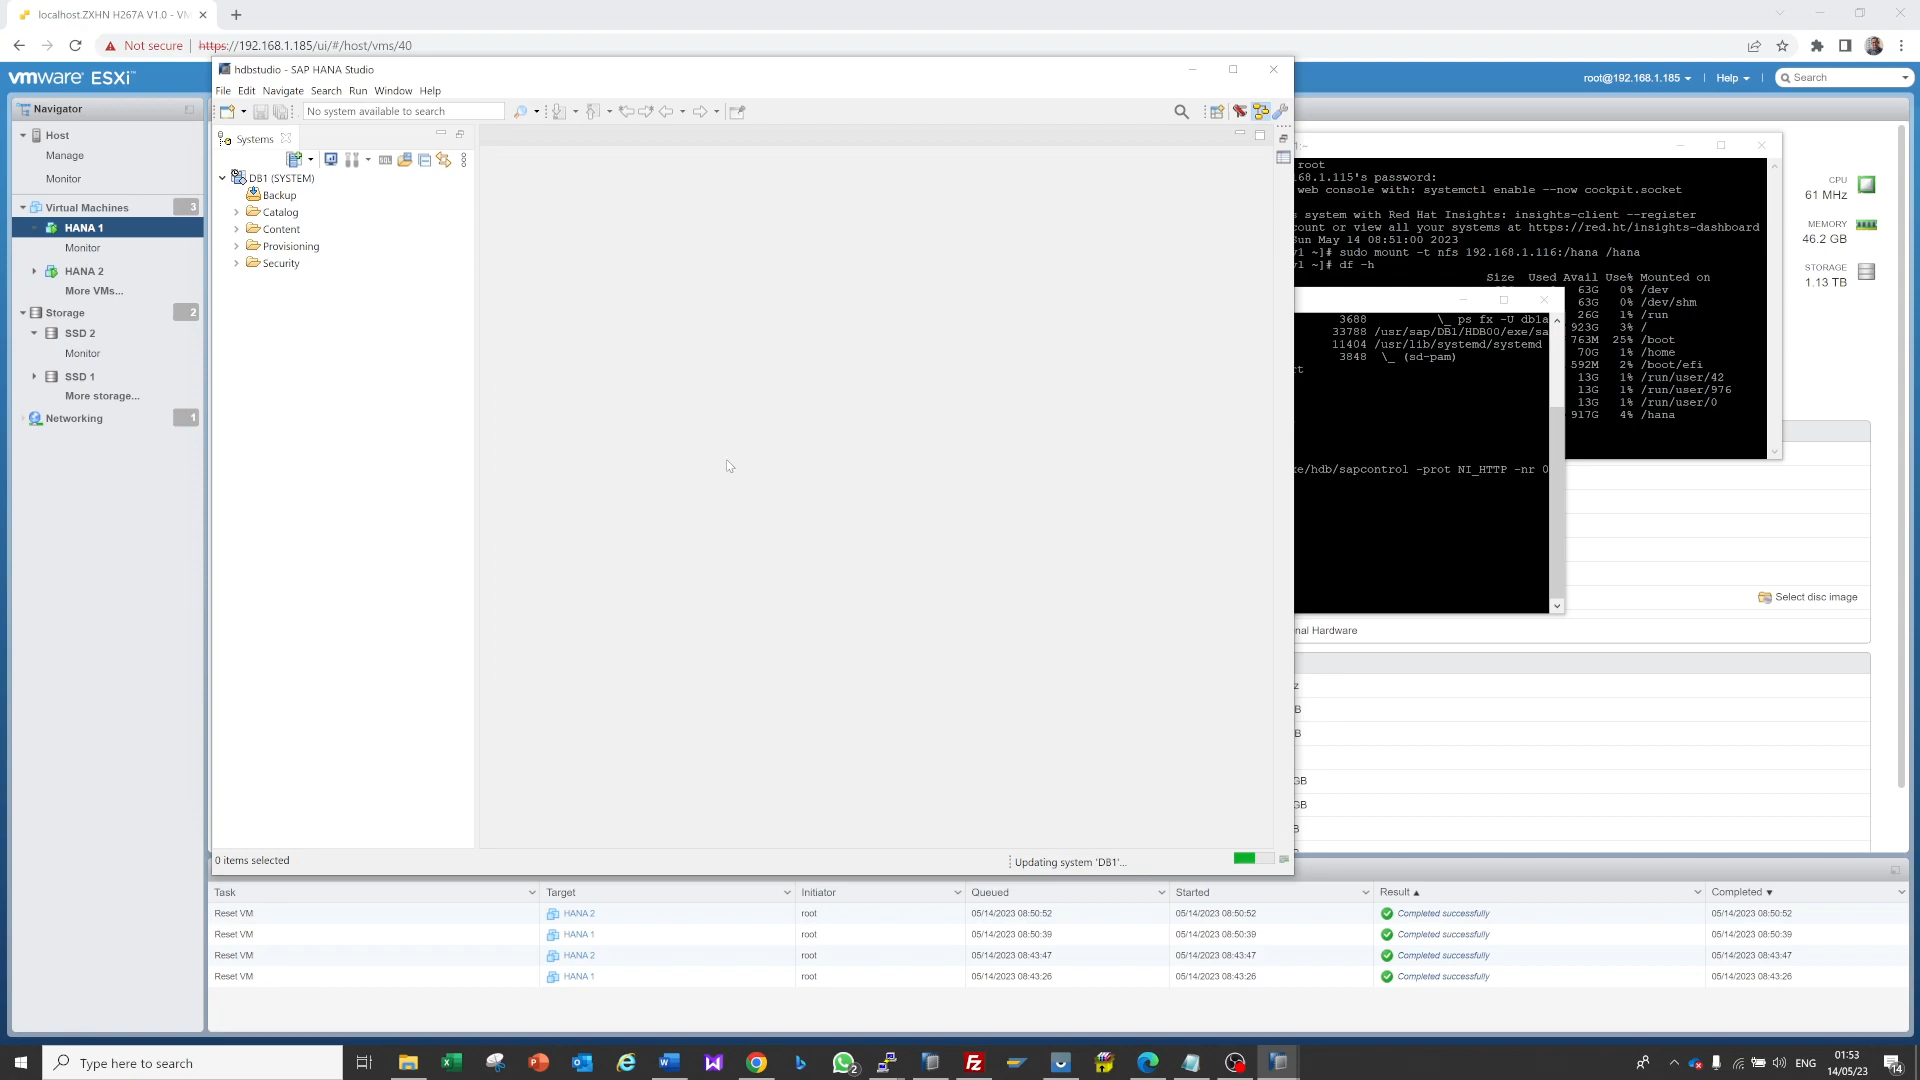 localhost.ZXHN H267A V1.0 - VM
Not secure
https://192.168.1.185/ui/#/host/vms/40
vmware ESXi
hdbstudio - SAP HANA Studio
root@192.168.1.185
Help
Search
Navigator
File Edit Navigate Search Run Window Help
No system available to search
Host
Manage
Monitor
Virtual Machines 3
HANA 1
Monitor
HANA 2
More VMs...
Storage 2
SSD 2
Monitor
SSD 1
More storage...
Networking 1
Systems
SQL
DB1 (SYSTEM)
Backup
Catalog
Content
Provisioning
Security
0 items selected
Updating system 'DB1'...
1:~
root
68.1.115's password:
web console with: systemctl enable --now cockpit.socket
s system with Red Hat Insights: insights-client --register
count or view all your systems at https://red.ht/insights-dashboard
Sun May 14 08:51:00 2023
~]# sudo mount -t nfs 192.168.1.116:/hana /hana
~]# df -h
Size Used Avail Use% Mounted on
63G 0% /dev
63G 0% /dev/shm
26G 1% /run
923G 3% /
763M 25% /boot
70G 1% /home
592M 2% /boot/efi
13G 1% /run/user/42
13G 1% /run/user/976
13G 1% /run/user/0
917G 4% /hana
3688 \_ ps fx -U db1a
33788 /usr/sap/DB1/HDB00/exe/sa
11404 /usr/lib/systemd/systemd
3848 \_ (sd-pam)
rt
xe/hdb/sapcontrol -prot NI_HTTP -nr 0
CPU
61 MHz
MEMORY
46.2 GB
STORAGE
1.13 TB
Select disc image
nal Hardware
z
B
B
GB
GB
B
Task Target Initiator Queued Started Result Completed
Reset VM HANA 2 root 05/14/2023 08:50:52 05/14/2023 08:50:52 Completed successfully 05/14/2023 08:50:52
Reset VM HANA 1 root 05/14/2023 08:50:39 05/14/2023 08:50:39 Completed successfully 05/14/2023 08:50:39
Reset VM HANA 2 root 05/14/2023 08:43:47 05/14/2023 08:43:47 Completed successfully 05/14/2023 08:43:47
Reset VM HANA 1 root 05/14/2023 08:43:26 05/14/2023 08:43:26 Completed successfully 05/14/2023 08:43:26
Type here to search
2
ENG
01:53
14/05/23
14